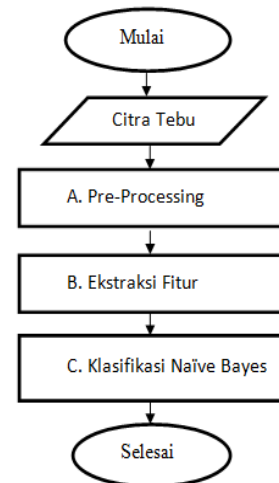 Mulai
Citra Tebu
A. Pre-Processing
B. Ekstraksi Fitur
C. Klasifikasi Naïve Bayes
Selesai